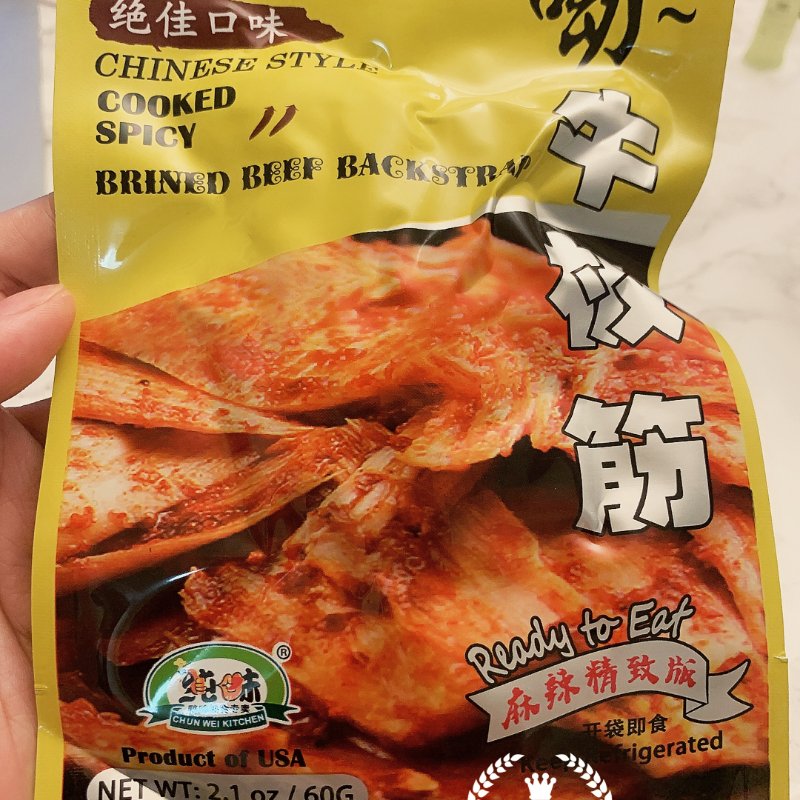 绝佳口味
CHINESE STYLE
COOKED
SPICY
BRINED BEEF BACKSTRAP
牛板筋
Ready to Eat
麻辣精致版
开袋即食
Keep Refrigerated
®
CHUN WEI KITCHEN
Product of USA
NET WT: 2.1 oz / 60G